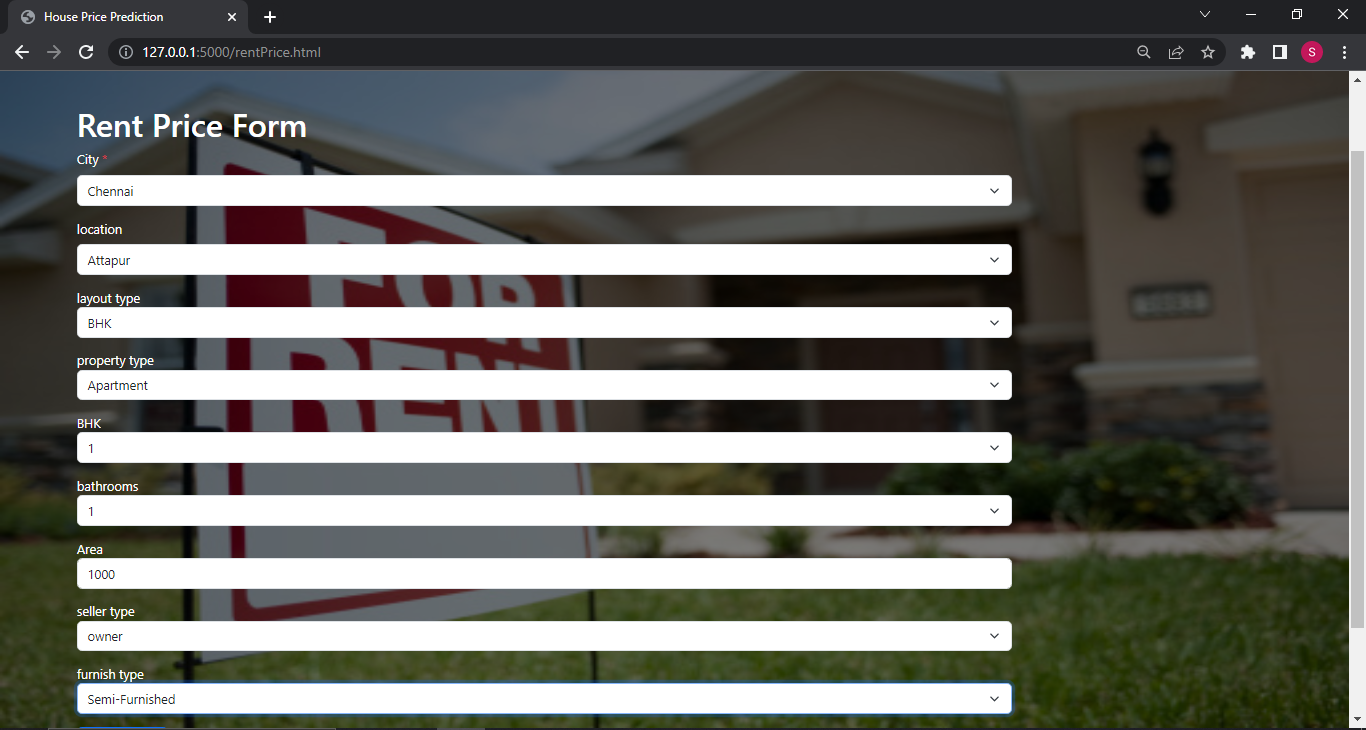 House Price Prediction
127.0.0.1:5000/rentPrice.html
S
Rent Price Form
City *
Chennai
location
Attapur
layout type
BHK
property type
Apartment
BHK
1
bathrooms
1
Area
1000
seller type
owner
furnish type
Semi-Furnished
FOR
RENT